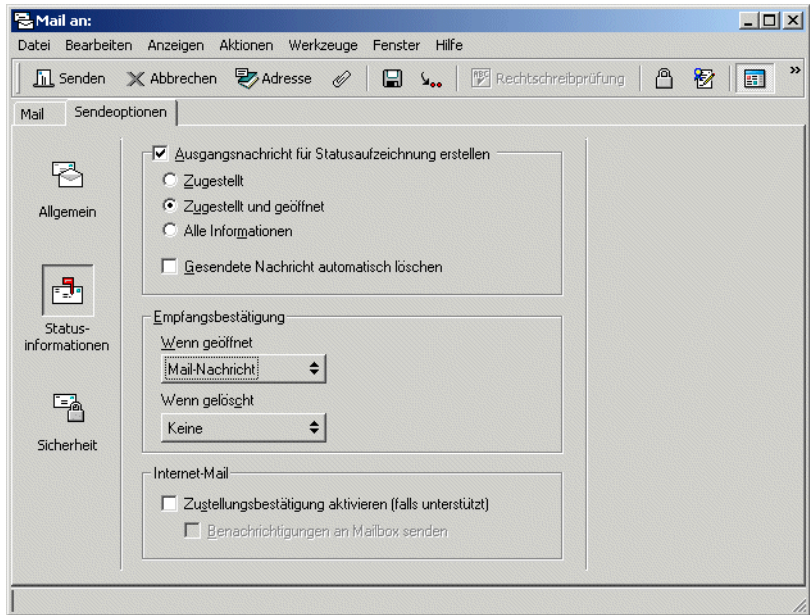 Mail an:
Datei Bearbeiten Anzeigen Aktionen Werkzeuge Fenster Hilfe
Senden Abbrechen Adresse ABC Rechtschreibprüfung »
Mail Sendeoptionen
Allgemein
Status-
informationen
Sicherheit
Ausgangsnachricht für Statusaufzeichnung erstellen
Zugestellt
Zugestellt und geöffnet
Alle Informationen
Gesendete Nachricht automatisch löschen
Empfangsbestätigung
Wenn geöffnet
Mail-Nachricht
Wenn gelöscht
Keine
Internet-Mail
Zustellungsbestätigung aktivieren (falls unterstützt)
Benachrichtigungen an Mailbox senden